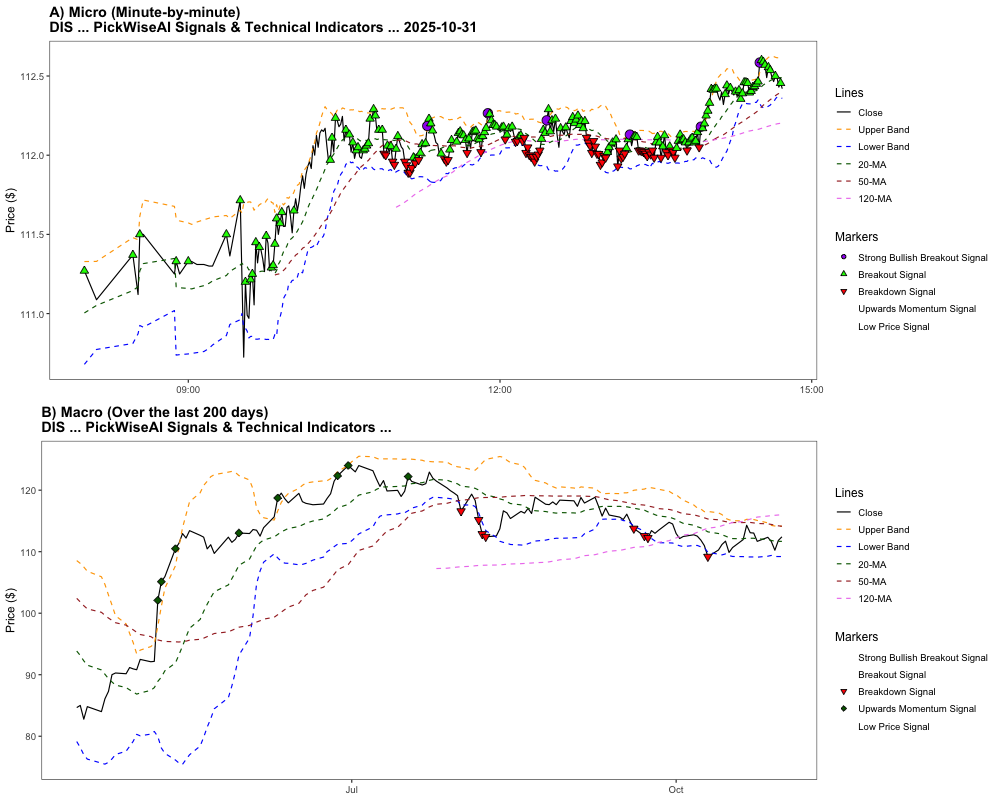 A) Micro (Minute-by-minute)
DIS ... PickWiseAI Signals & Technical Indicators ... 2025-10-31
Price ($)
112.5
112.0
111.5
111.0
09:00
12:00
15:00
Lines
Close
Upper Band
Lower Band
20-MA
50-MA
120-MA
Markers
Strong Bullish Breakout Signal
Breakout Signal
Breakdown Signal
Upwards Momentum Signal
Low Price Signal
B) Macro (Over the last 200 days)
DIS ... PickWiseAI Signals & Technical Indicators ...
Price ($)
120
110
100
90
80
Jul
Oct
Lines
Close
Upper Band
Lower Band
20-MA
50-MA
120-MA
Markers
Strong Bullish Breakout Signal
Breakout Signal
Breakdown Signal
Upwards Momentum Signal
Low Price Signal